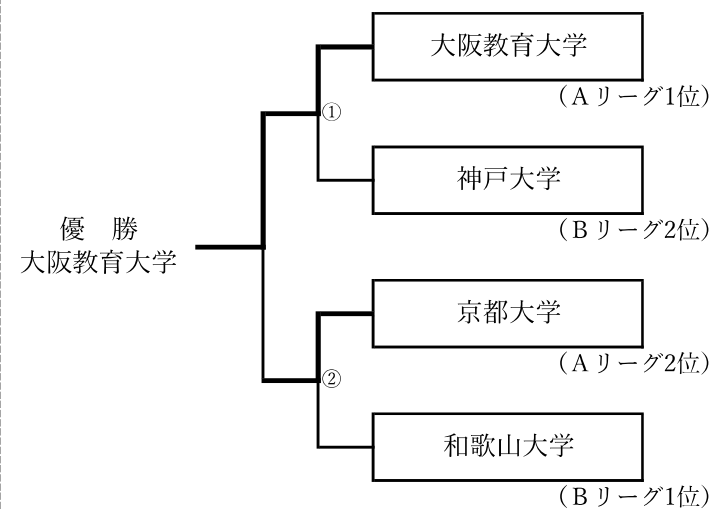 大阪教育大学
(Aリーグ1位)
①
神戸大学
(Bリーグ2位)
優　勝
大阪教育大学
京都大学
(Aリーグ2位)
②
和歌山大学
(Bリーグ1位)